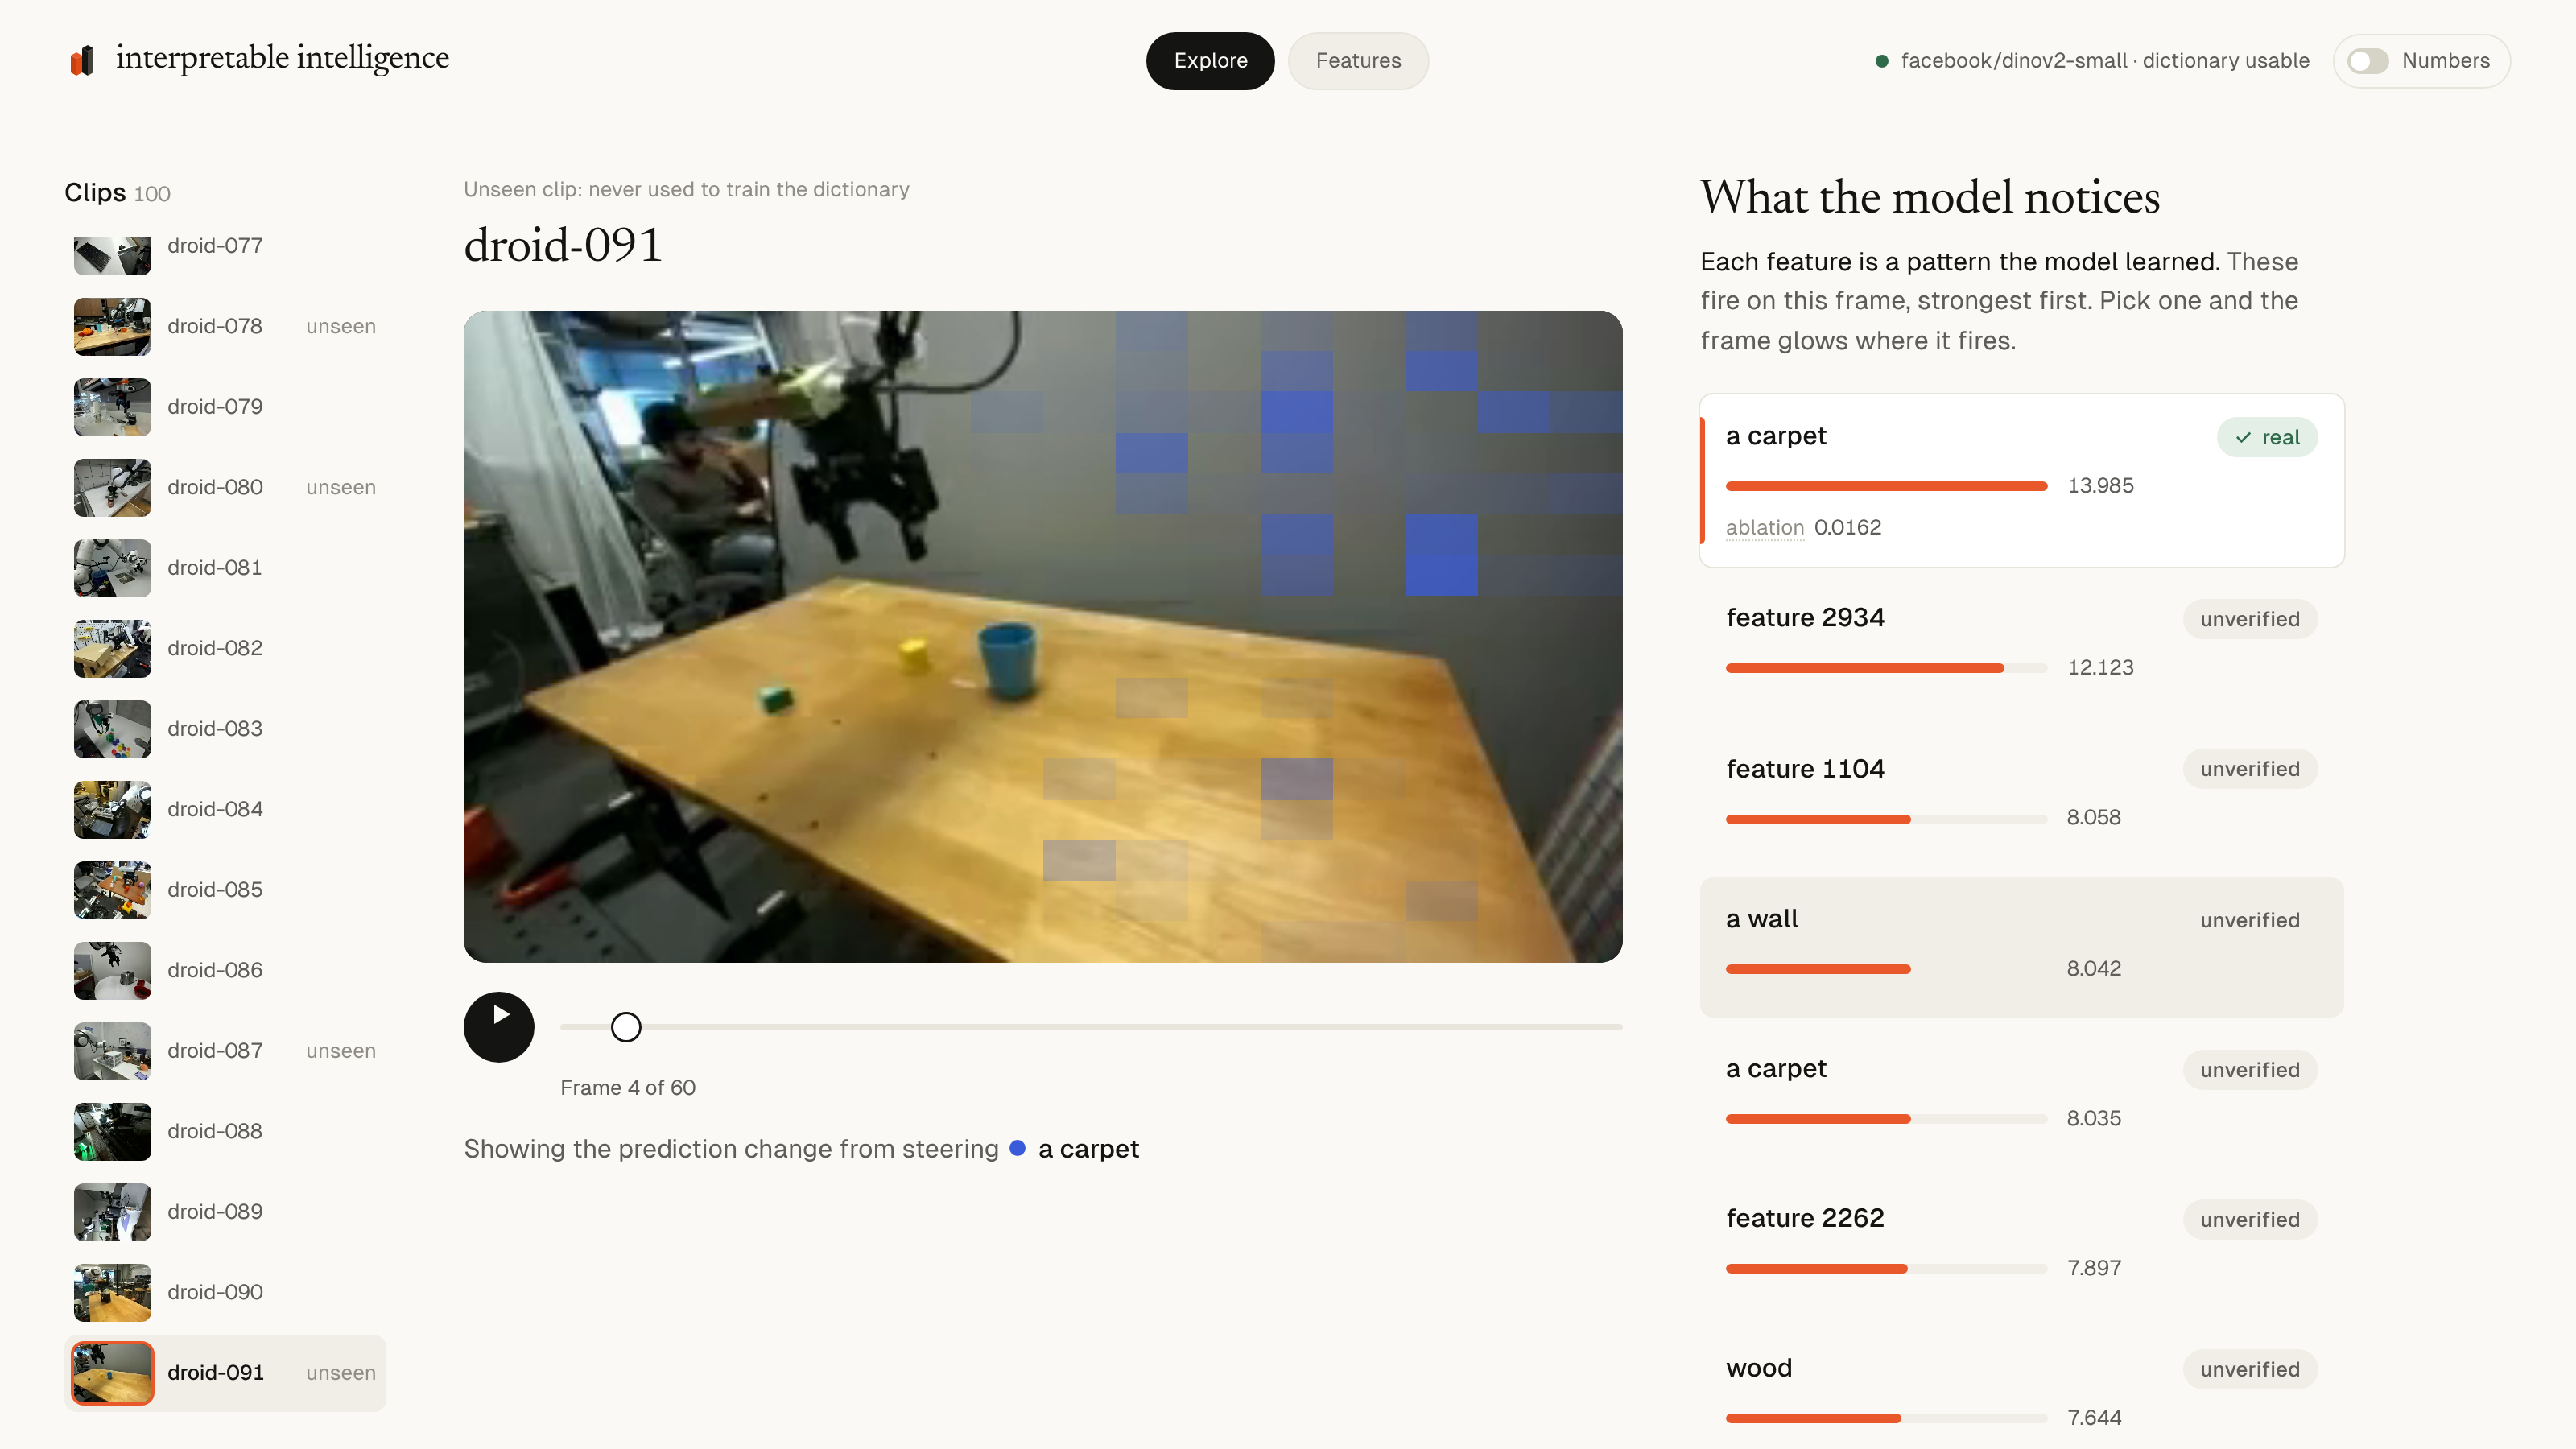 interpretable intelligence
Explore
Features
facebook/dinov2-small · dictionary usable
Numbers
Clips 100
droid-077
droid-078 unseen
droid-079
droid-080 unseen
droid-081
droid-082
droid-083
droid-084
droid-085
droid-086
droid-087 unseen
droid-088
droid-089
droid-090
droid-091 unseen
Unseen clip: never used to train the dictionary
droid-091
Frame 4 of 60
Showing the prediction change from steering a carpet
What the model notices
Each feature is a pattern the model learned. These
fire on this frame, strongest first. Pick one and the
frame glows where it fires.
a carpet
✓ real
13.985
ablation 0.0162
feature 2934
unverified
12.123
feature 1104
unverified
8.058
a wall
unverified
8.042
a carpet
unverified
8.035
feature 2262
unverified
7.897
wood
unverified
7.644